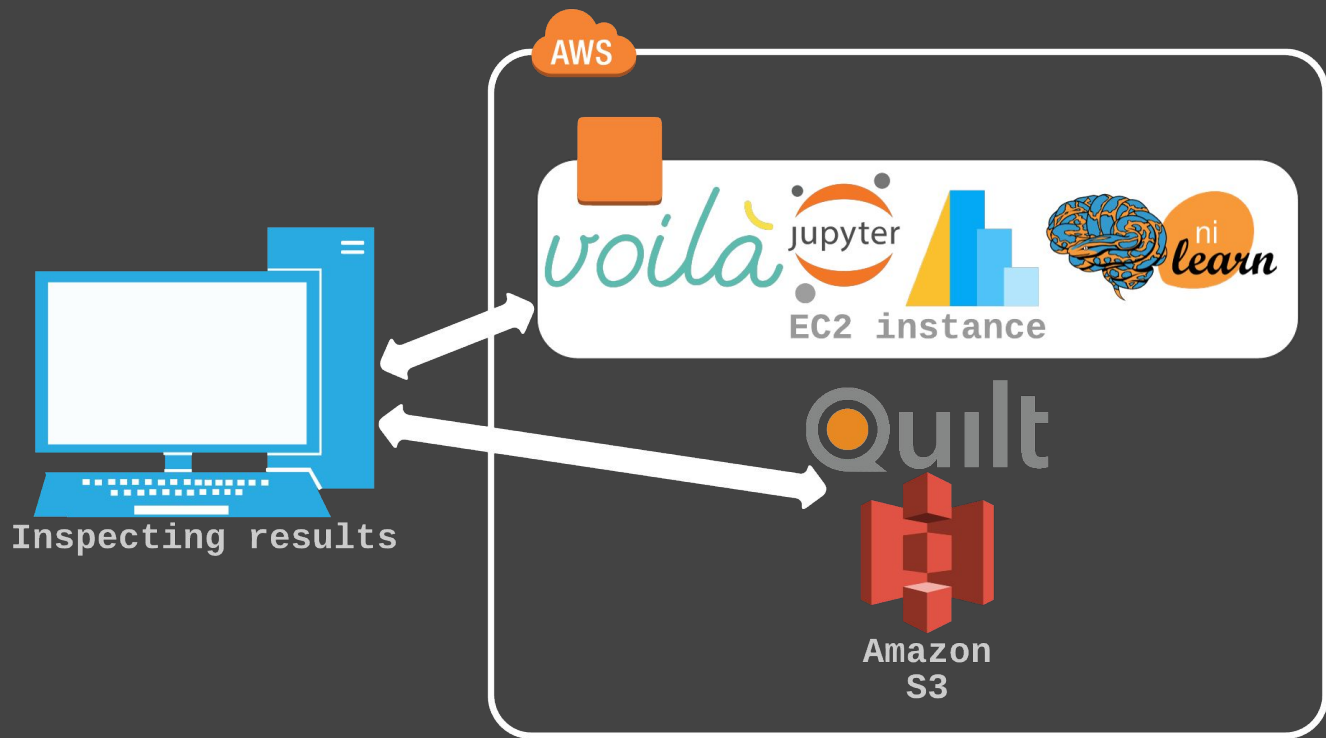 AWS
voilà
jupyter
ni
learn
EC2 instance
Quilt
Inspecting results
Amazon
S3